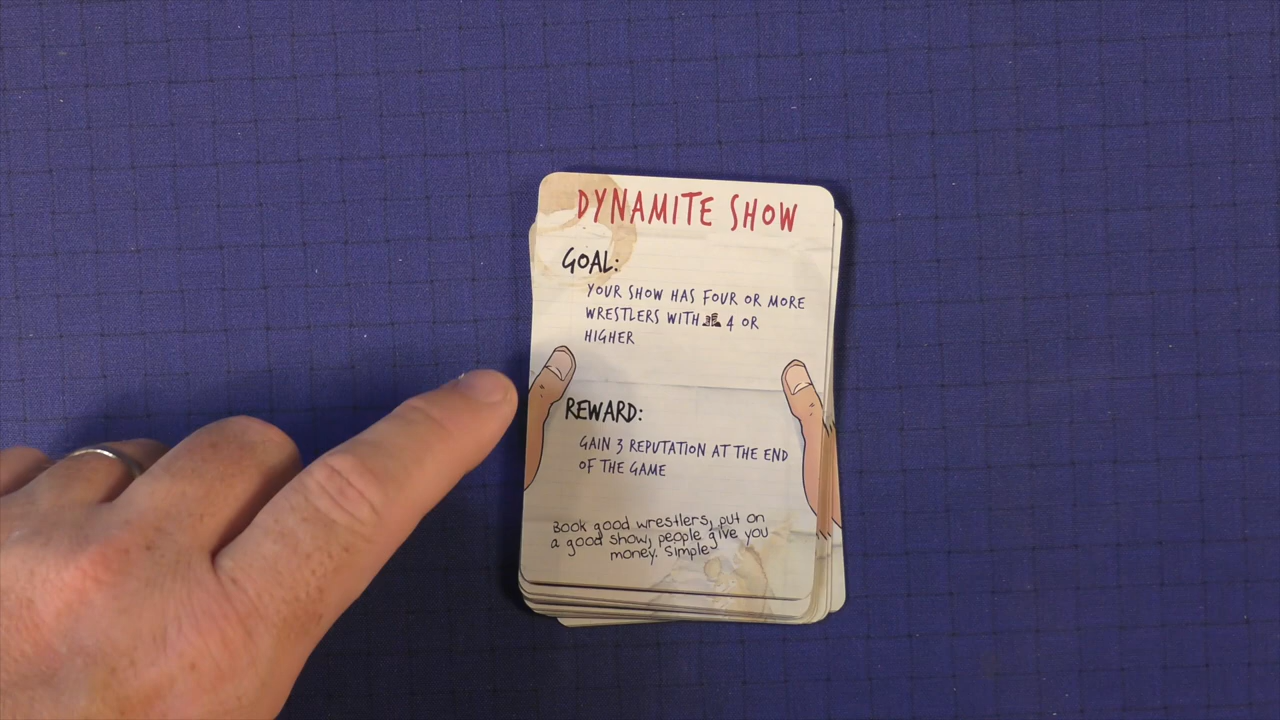 DYNAMITE SHOW
GOAL:
YOUR SHOW HAS FOUR OR MORE
WRESTLERS WITH 4 OR
HIGHER
REWARD:
GAIN 3 REPUTATION AT THE END
OF THE GAME
Book good wrestlers, put on
a good show, people give you
money. Simple